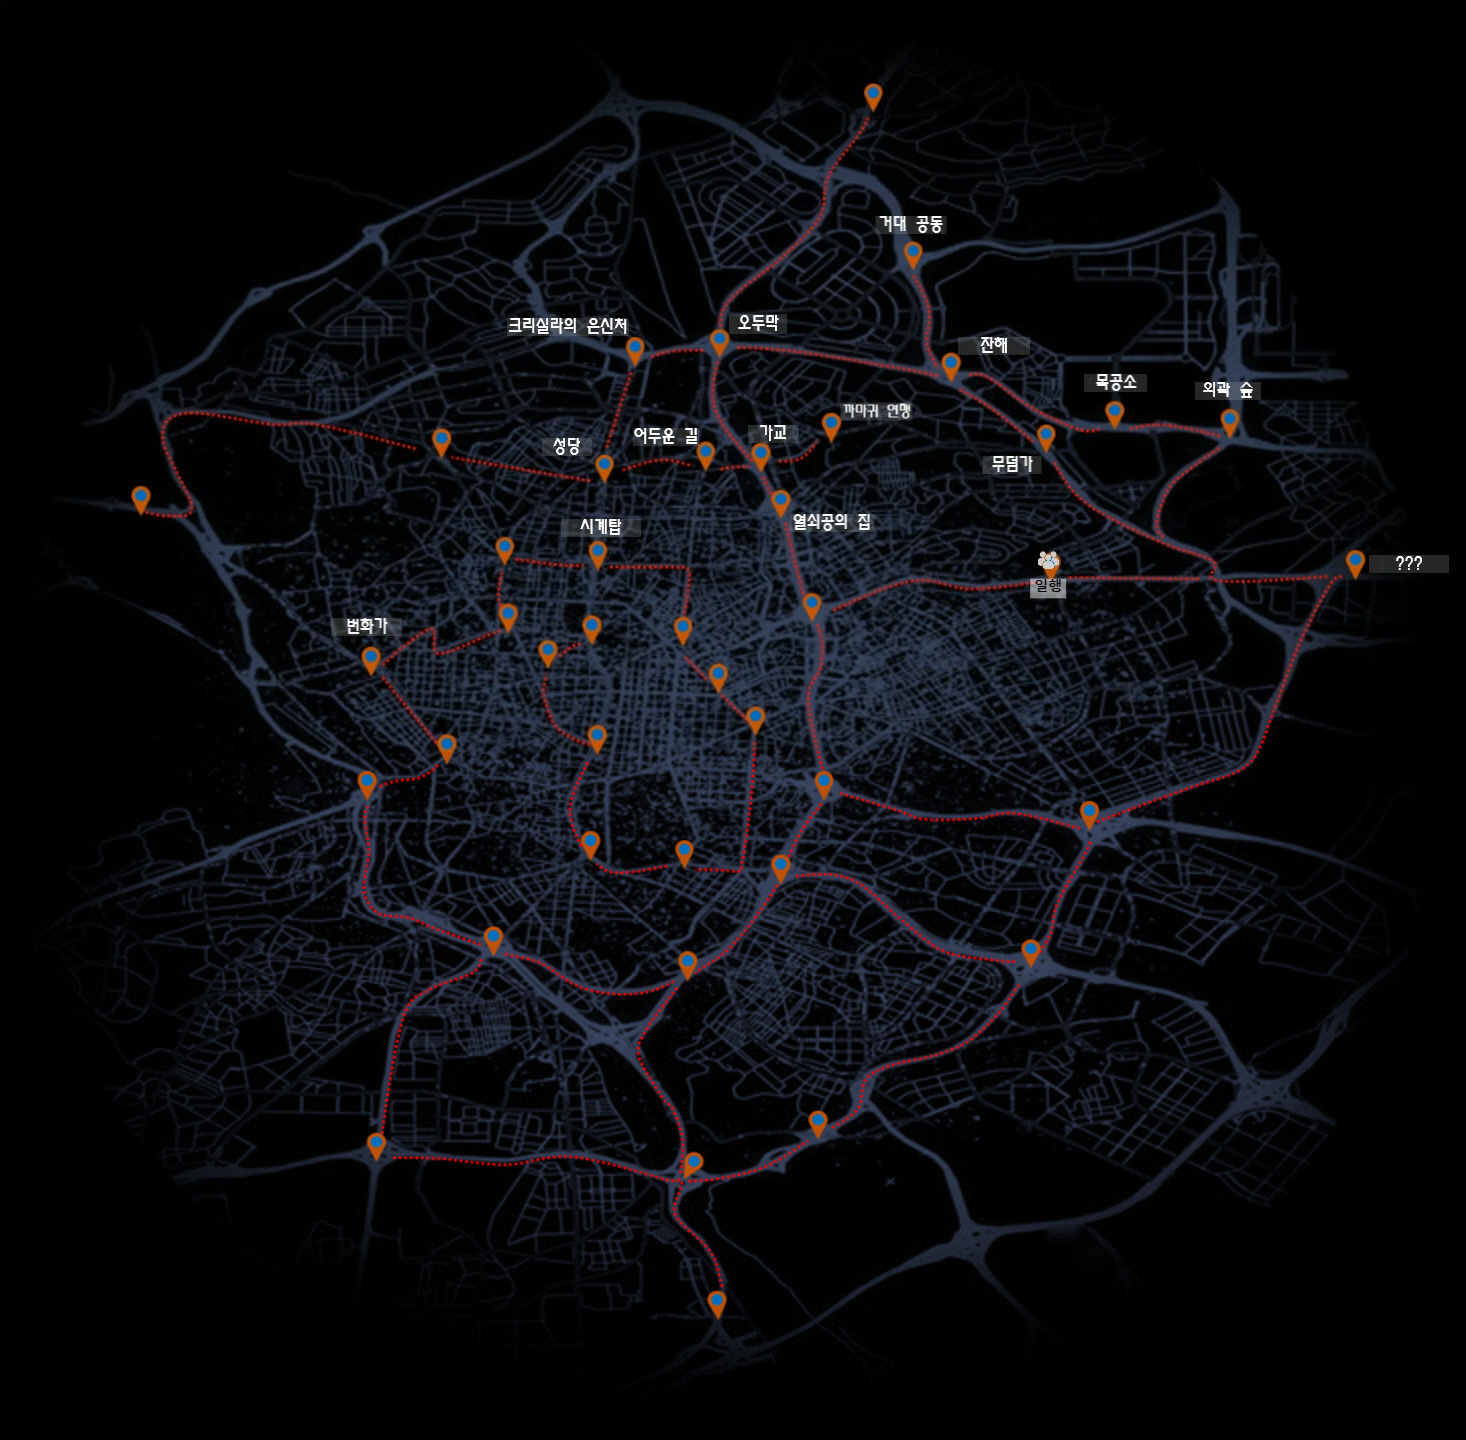 거대 공동
크리실라의 은신처
오두막
잔해
목공소
외곽 숲
까마귀 연맹
성당
어두운 길
가교
무덤가
시계탑
열쇠공의 집
???
일행
번화가